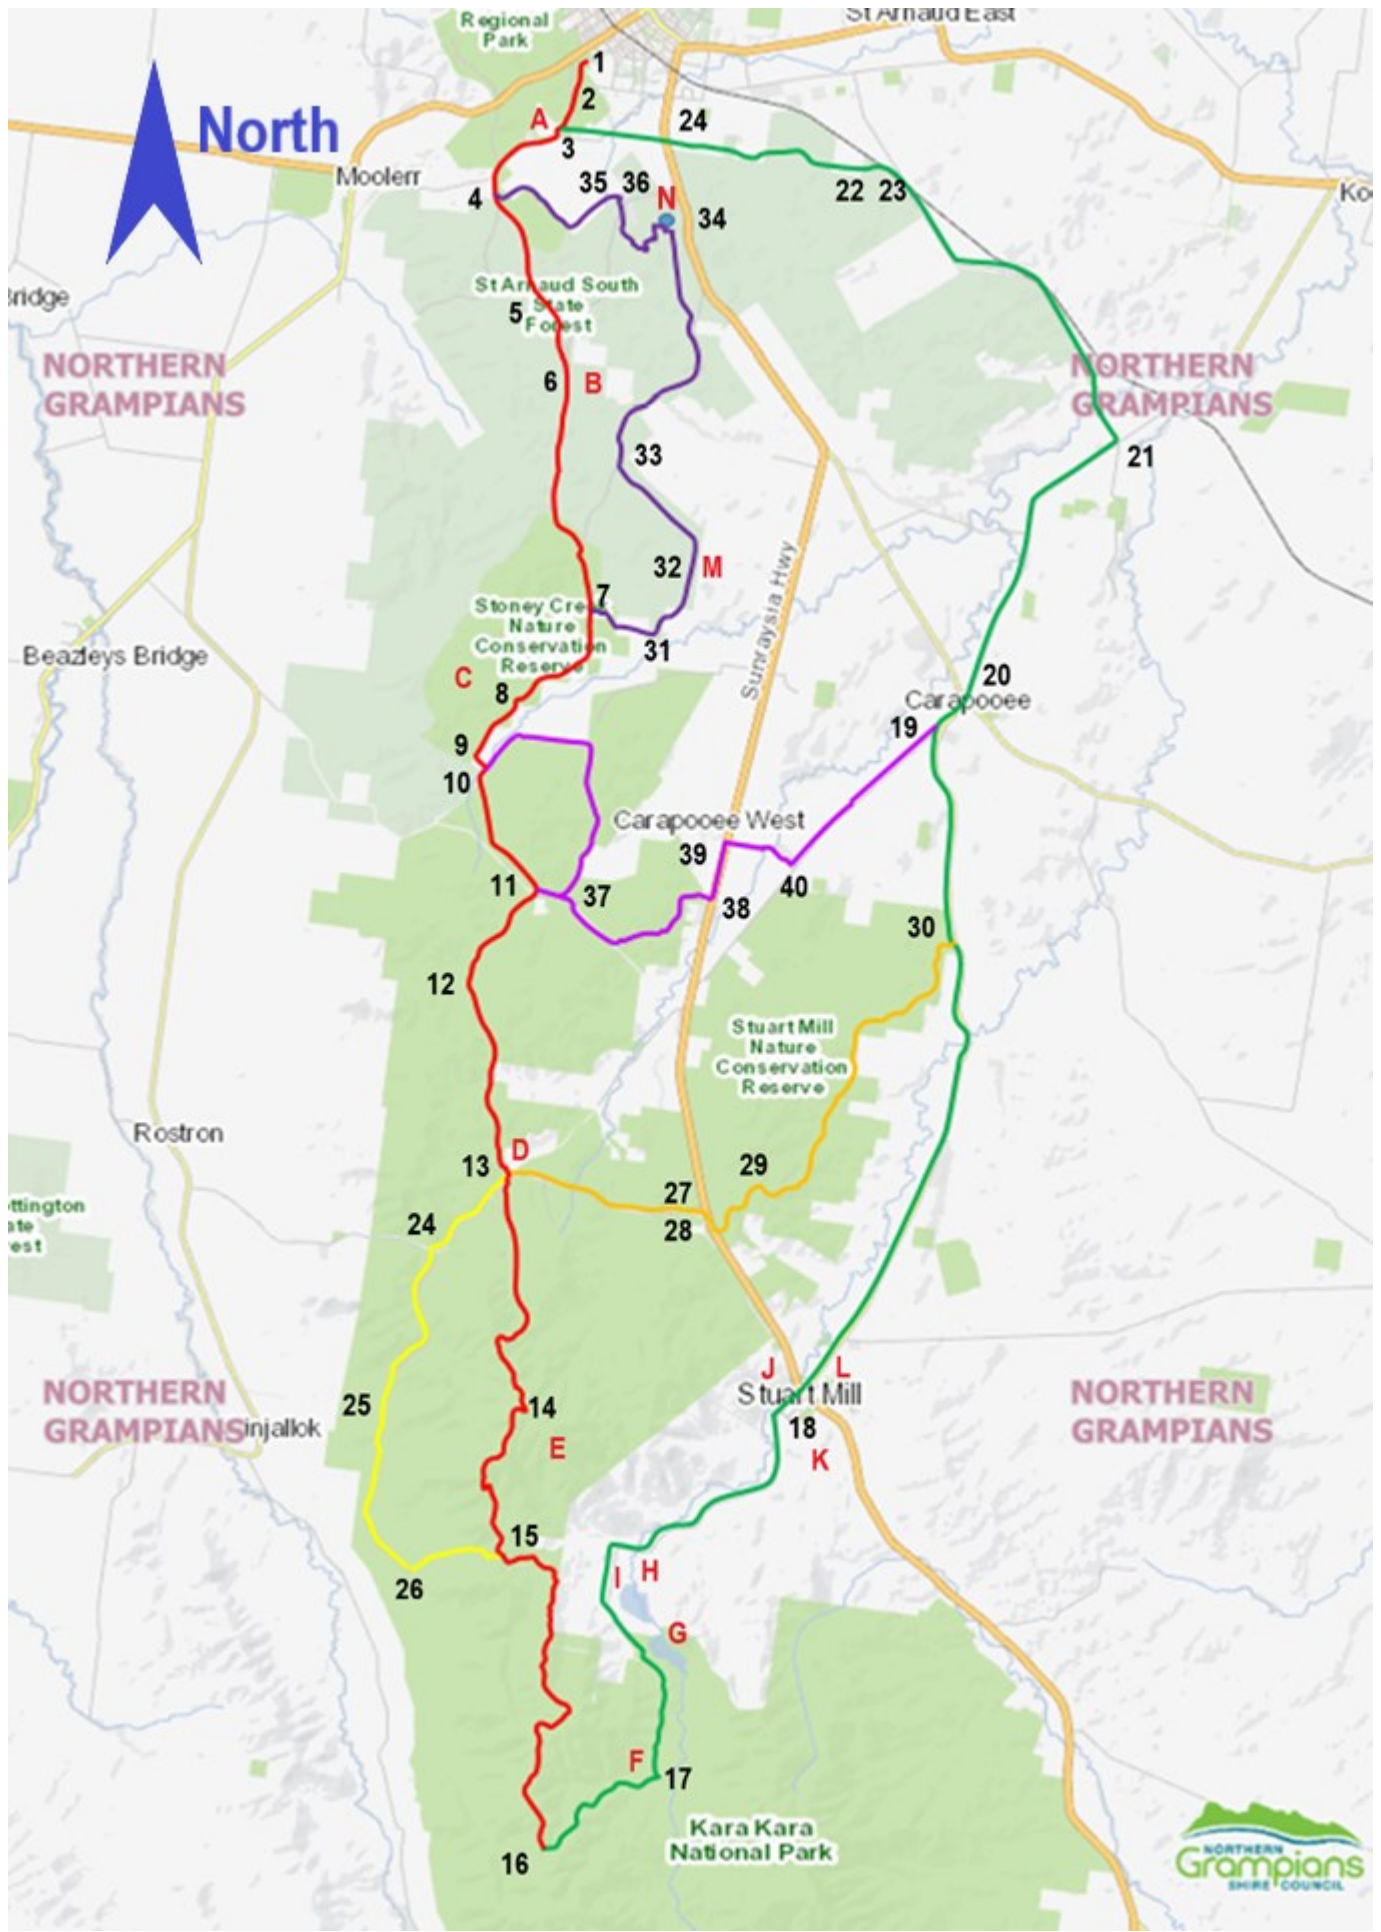 Regional
Park
St Arnaud East
1
2
North
A
24
3
Moolerr
35
36
22
23
4
N
34
Ko
St Arnaud South
State
Forest
5
Bridge
NORTHERN
GRAMPIANS
6
B
NORTHERN
GRAMPIANS
33
21
Sunraysia Hwy
32
M
7
Stoney Cree
Nature
Conservation
Reserve
31
Beazleys Bridge
C
8
20
Carapooee
19
9
10
Carapooee West
39
11
37
40
38
30
12
Stuart Mill
Nature
Conservation
Reserve
Rostron
D
13
29
27
ottington
ate
rest
24
28
J
L
NORTHERN
GRAMPIANS
injallok
25
Stuart Mill
NORTHERN
GRAMPIANS
14
18
E
K
15
26
I
H
G
F
17
Kara Kara
National Park
16
NORTHERN
Grampians
SHIRE COUNCIL